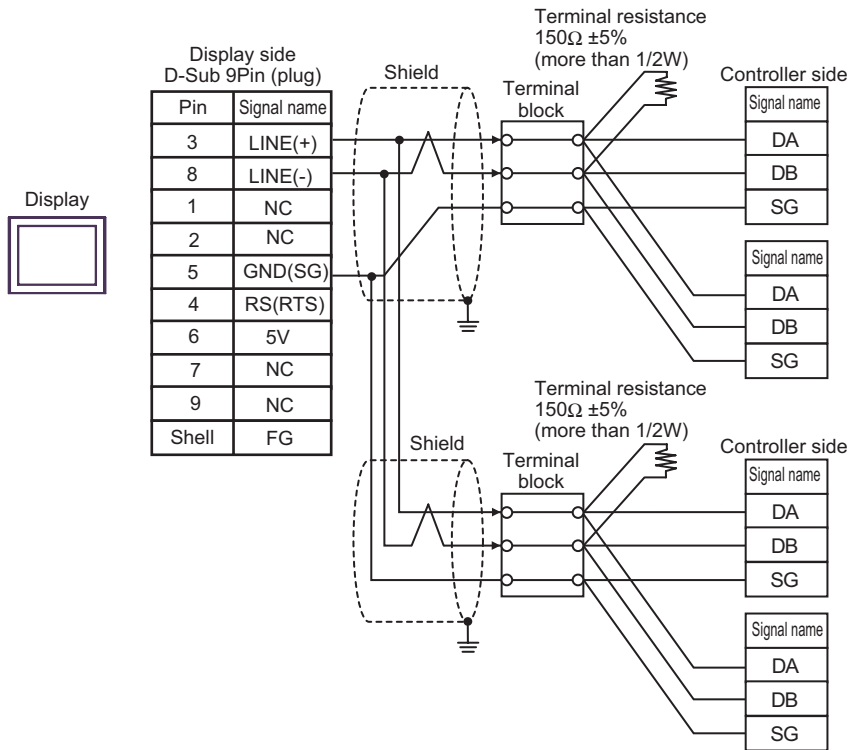 Display
Display side
D-Sub 9Pin (plug)
Pin Signal name
3 LINE(+)
8 LINE(-)
1 NC
2 NC
5 GND(SG)
4 RS(RTS)
6 5V
7 NC
9 NC
Shell FG
Shield
Terminal resistance
150Ω ±5%
(more than 1/2W)
Terminal
block
Controller side
Signal name
DA
DB
SG
Signal name
DA
DB
SG
Shield
Terminal resistance
150Ω ±5%
(more than 1/2W)
Terminal
block
Controller side
Signal name
DA
DB
SG
Signal name
DA
DB
SG